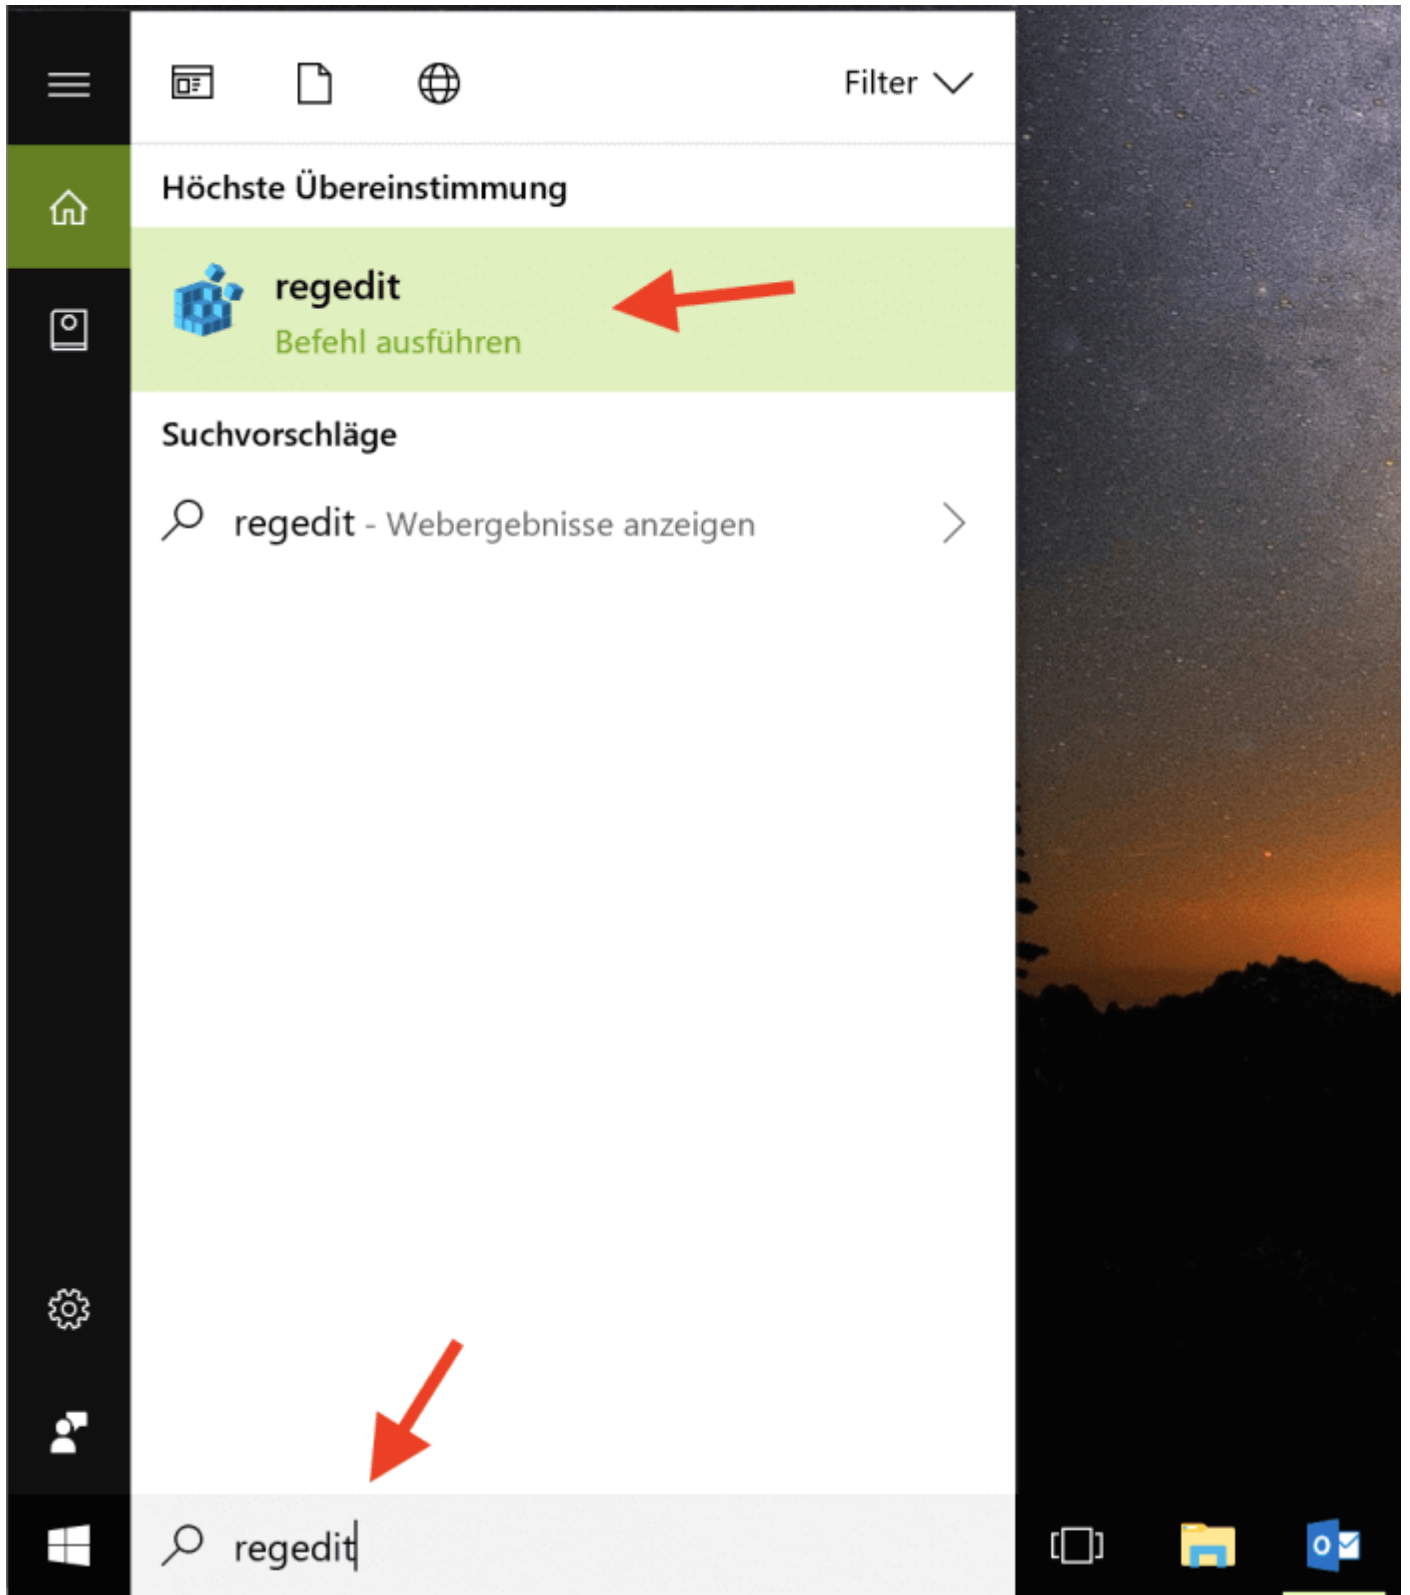 Filter
Höchste Übereinstimmung
regedit
Befehl ausführen
Suchvorschläge
regedit - Webergebnisse anzeigen
regedit